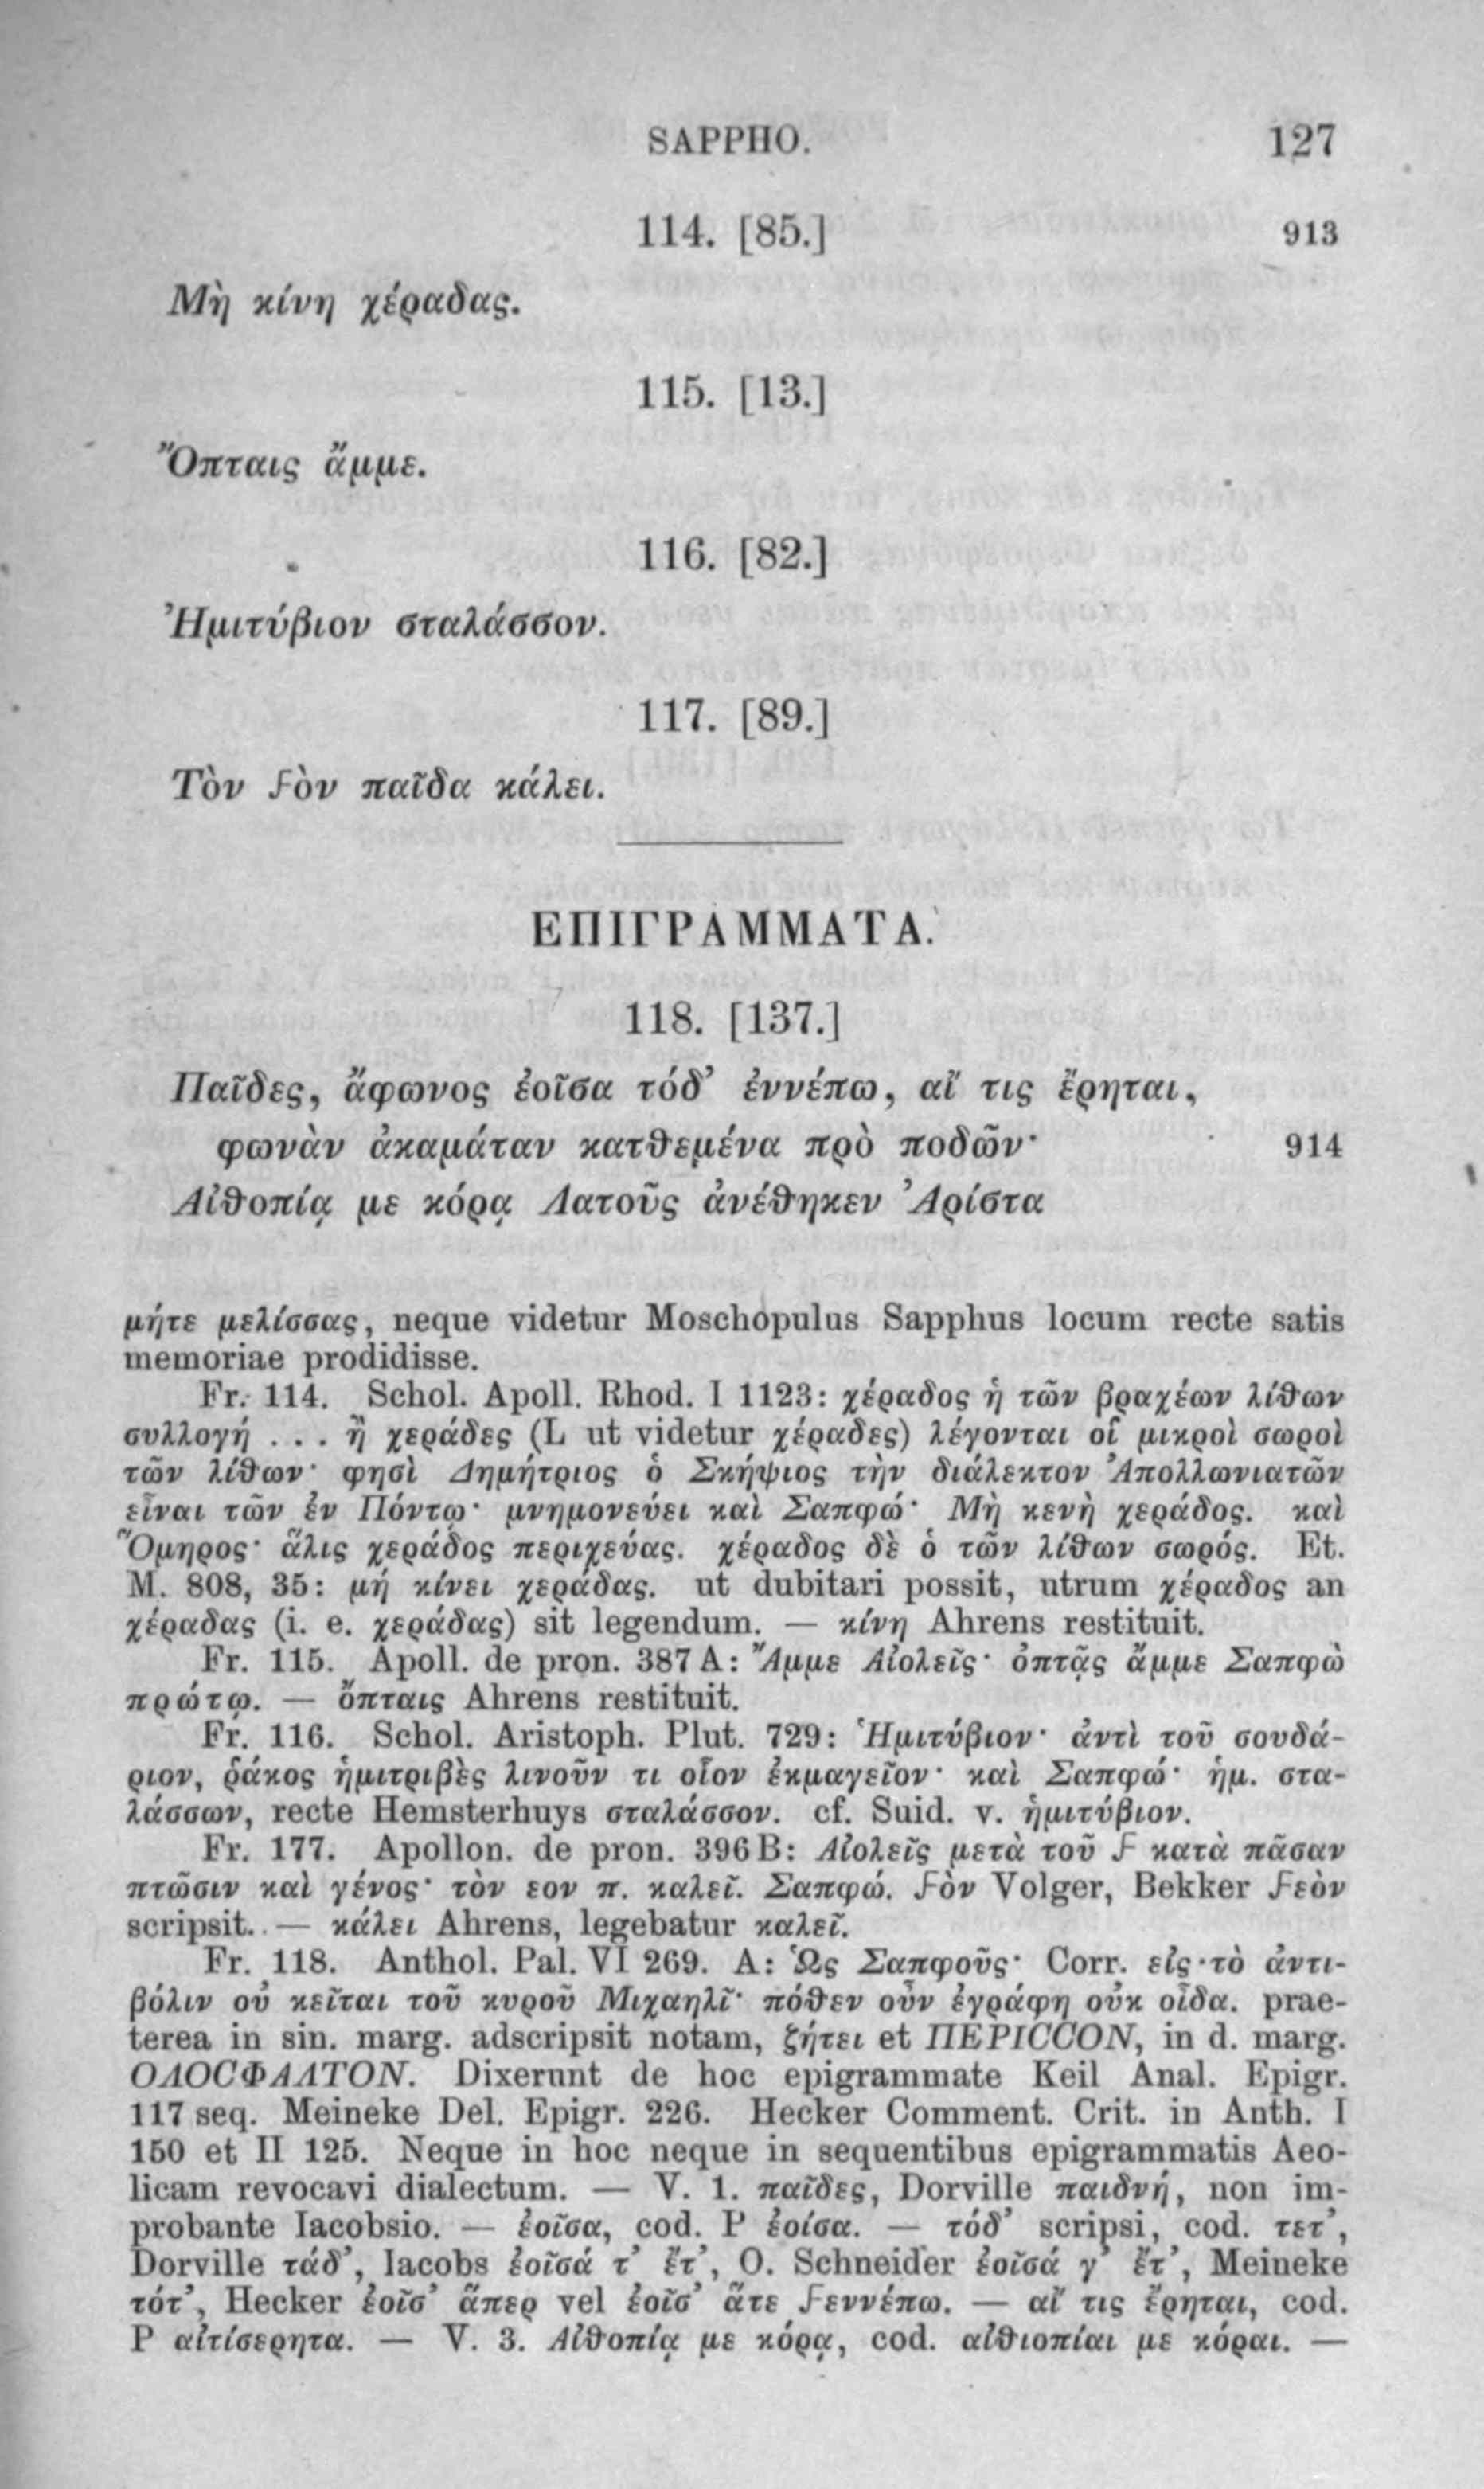 SAPPHO. 127
114. [85.] 913
Μὴ κίνη χέραδας.
115. [13.]
Ὄπταις ἄμμε.
116. [82.]
Ἠμιτύβιον σταλάσσον.
117. [89.]
Τὸν ϝὸν παῖδα κάλει.
ΕΠΙΓΡΑΜΜΑΤΑ.
118. [137.]
Παῖδες, ἄφωνος ἐοῖσα τόδ’ ἐννέπω, αἴ τις ἔρηται,
φωνὰν ἀκαμάταν κατθεμένα πρὸ ποδῶν· 914
Αἰθοπίᾳ με κόρᾳ Λατοῦς ἀνέθηκεν Ἀρίστα
μήτε μελίσσας, neque videtur Moschopulus Sapphus locum recte satis
memoriae prodidisse.
Fr. 114. Schol. Apoll. Rhod. I 1123: χέραδος ἡ τῶν βραχέων λίθων
συλλογή ... ἢ χεράδες (L ut videtur χέραδες) λέγονται οἱ μικροὶ σωροὶ
τῶν λίθων· φησὶ Δημήτριος ὁ Σκήψιος τὴν διάλεκτον Ἀπολλωνιατῶν
εἶναι τῶν ἐν Πόντῳ· μνημονεύει καὶ Σαπφώ· Μὴ κενὴ χεράδος. καὶ
Ὅμηρος· ἅλις χεράδος περιχεύας. χέραδος δὲ ὁ τῶν λίθων σωρός. Et.
M. 808, 35: μή κίνει χεράδας. ut dubitari possit, utrum χέραδος an
χέραδας (i. e. χεράδας) sit legendum. — κίνη Ahrens restituit.
Fr. 115. Apoll. de pron. 387 A: Ἄμμε Αἰολεῖς· ὀπτᾷς ἄμμε Σαπφὼ
πρώτῳ. — ὄπταις Ahrens restituit.
Fr. 116. Schol. Aristoph. Plut. 729: Ἡμιτύβιον· ἀντὶ τοῦ σουδά-
ριον, ῥάκος ἡμιτριβὲς λινοῦν τι οἷον ἐκμαγεῖον· καὶ Σαπφώ· ἡμ. στα-
λάσσων, recte Hemsterhuys σταλάσσον. cf. Suid. v. ἡμιτύβιον.
Fr. 177. Apollon. de pron. 396 B: Αἰολεῖς μετὰ τοῦ ϝ κατὰ πᾶσαν
πτῶσιν καὶ γένος· τὸν εον π. καλεῖ. Σαπφώ. ϝὸν Volger, Bekker ϝεὸν
scripsit. — κάλει Ahrens, legebatur καλεῖ.
Fr. 118. Anthol. Pal. VI 269. A: Ὡς Σαπφοῦς· Corr. εἰς τὸ ἀντι-
βόλιν οὐ κεῖται τοῦ κυροῦ Μιχαηλῖ· πόθεν οὖν ἐγράφη οὐκ οἶδα. prae-
terea in sin. marg. adscripsit notam, ζήτει et ΠΕΡΙCCΟΝ, in d. marg.
ΟΛΟCΦΑΛΤΟΝ. Dixerunt de hoc epigrammate Keil Anal. Epigr.
117 seq. Meineke Del. Epigr. 226. Hecker Comment. Crit. in Anth. I
150 et II 125. Neque in hoc neque in sequentibus epigrammatis Aeo-
licam revocavi dialectum. — V. 1. παῖδες, Dorville παιδνή, non im-
probante Iacobsio. — ἐοῖσα, cod. P ἐοίσα. — τόδ’ scripsi, cod. τετ’,
Dorville τάδ’, Iacobs ἐοῖσά τ’ ἔτ’, O. Schneider ἐοῖσά γ’ ἔτ’, Meineke
τότ’, Hecker ἐοῖσ’ ἅπερ vel ἐοῖσ’ ἅτε ϝεννέπω. — αἴ τις ἔρηται, cod.
P αἰτίσερητα. — V. 3. Αἰθοπίᾳ με κόρᾳ, cod. αἰθιοπίαι με κόραι. —